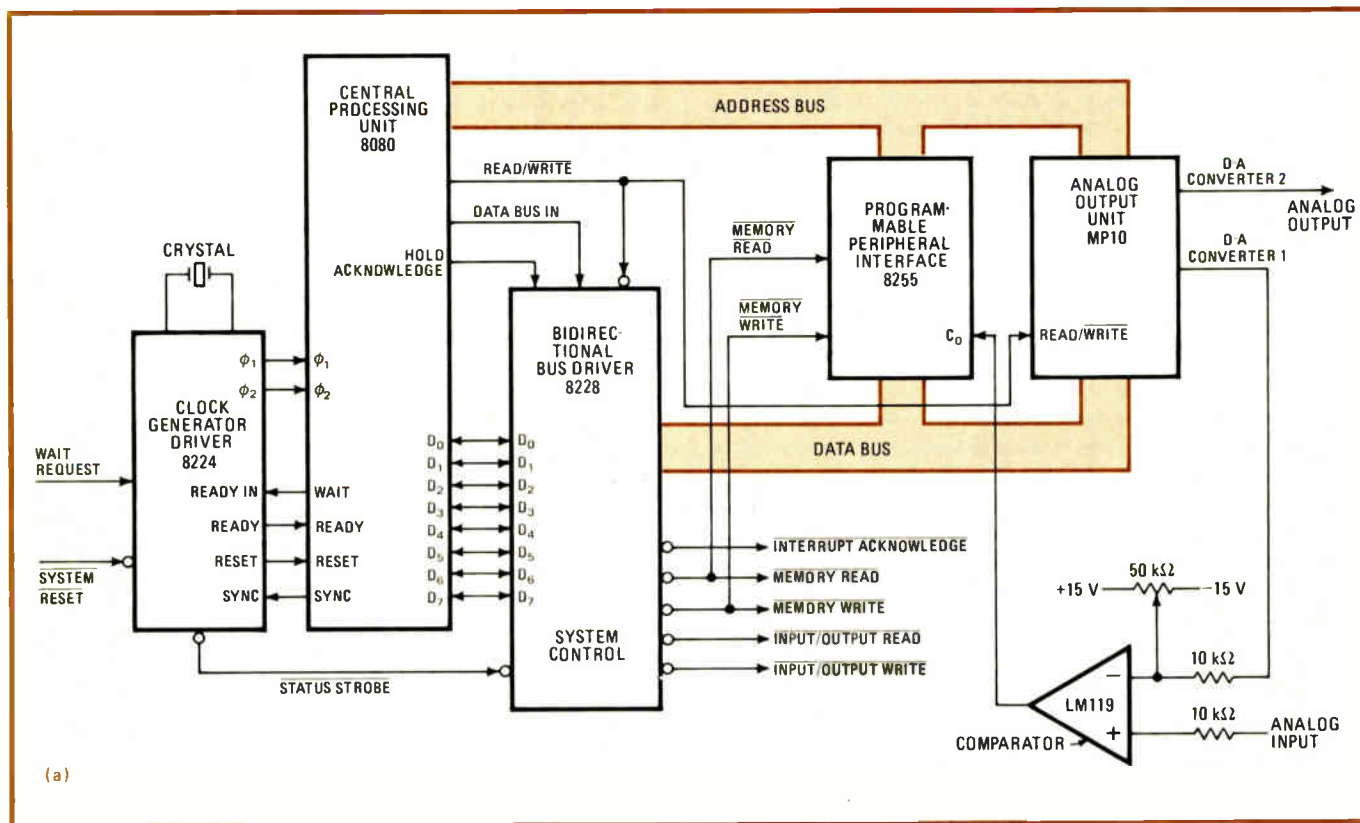 CENTRAL
PRDCESSING
UNIT
8080
ADDRESS BUS
READ/WRITE
DATA BUS IN
HOLD
ACKNOWLEDGE
CRYSTAL
ϕ1
ϕ2
ϕ1
ϕ2
CLOCK
GENERATOR
DRIVER
8224
WAIT
REQUEST
SYSTEM
RESET
READY IN
READY
RESET
SYNC
WAIT
READY
RESET
SYNC
D0
D1
D2
D3
D4
D5
D6
D7
D0
D1
D2
D3
D4
D5
D6
D7
BIDIREC-
TIONAL
BUS DRIVER
8228
SYSTEM
CONTROL
STATUS STROBE
MEMORY
READ
MEMORY
WRITE
PROGRAM-
MABLE
PERIPHERAL
INTERFACE
8255
C0
ANALOG
OUTPUT
UNIT
MP10
READ/WRITE
D-A
CONVERTER 2
ANALOG
OUTPUT
D-A
CONVERTER 1
DATA BUS
INTERRUPT ACKNOWLEDGE
MEMORY READ
MEMORY WRITE
INPUT/OUTPUT READ
INPUT/OUTPUT WRITE
50 kΩ
+15 V
−15 V
10 kΩ
−
LM119
+
10 kΩ
ANALOG
INPUT
COMPARATOR
(a)